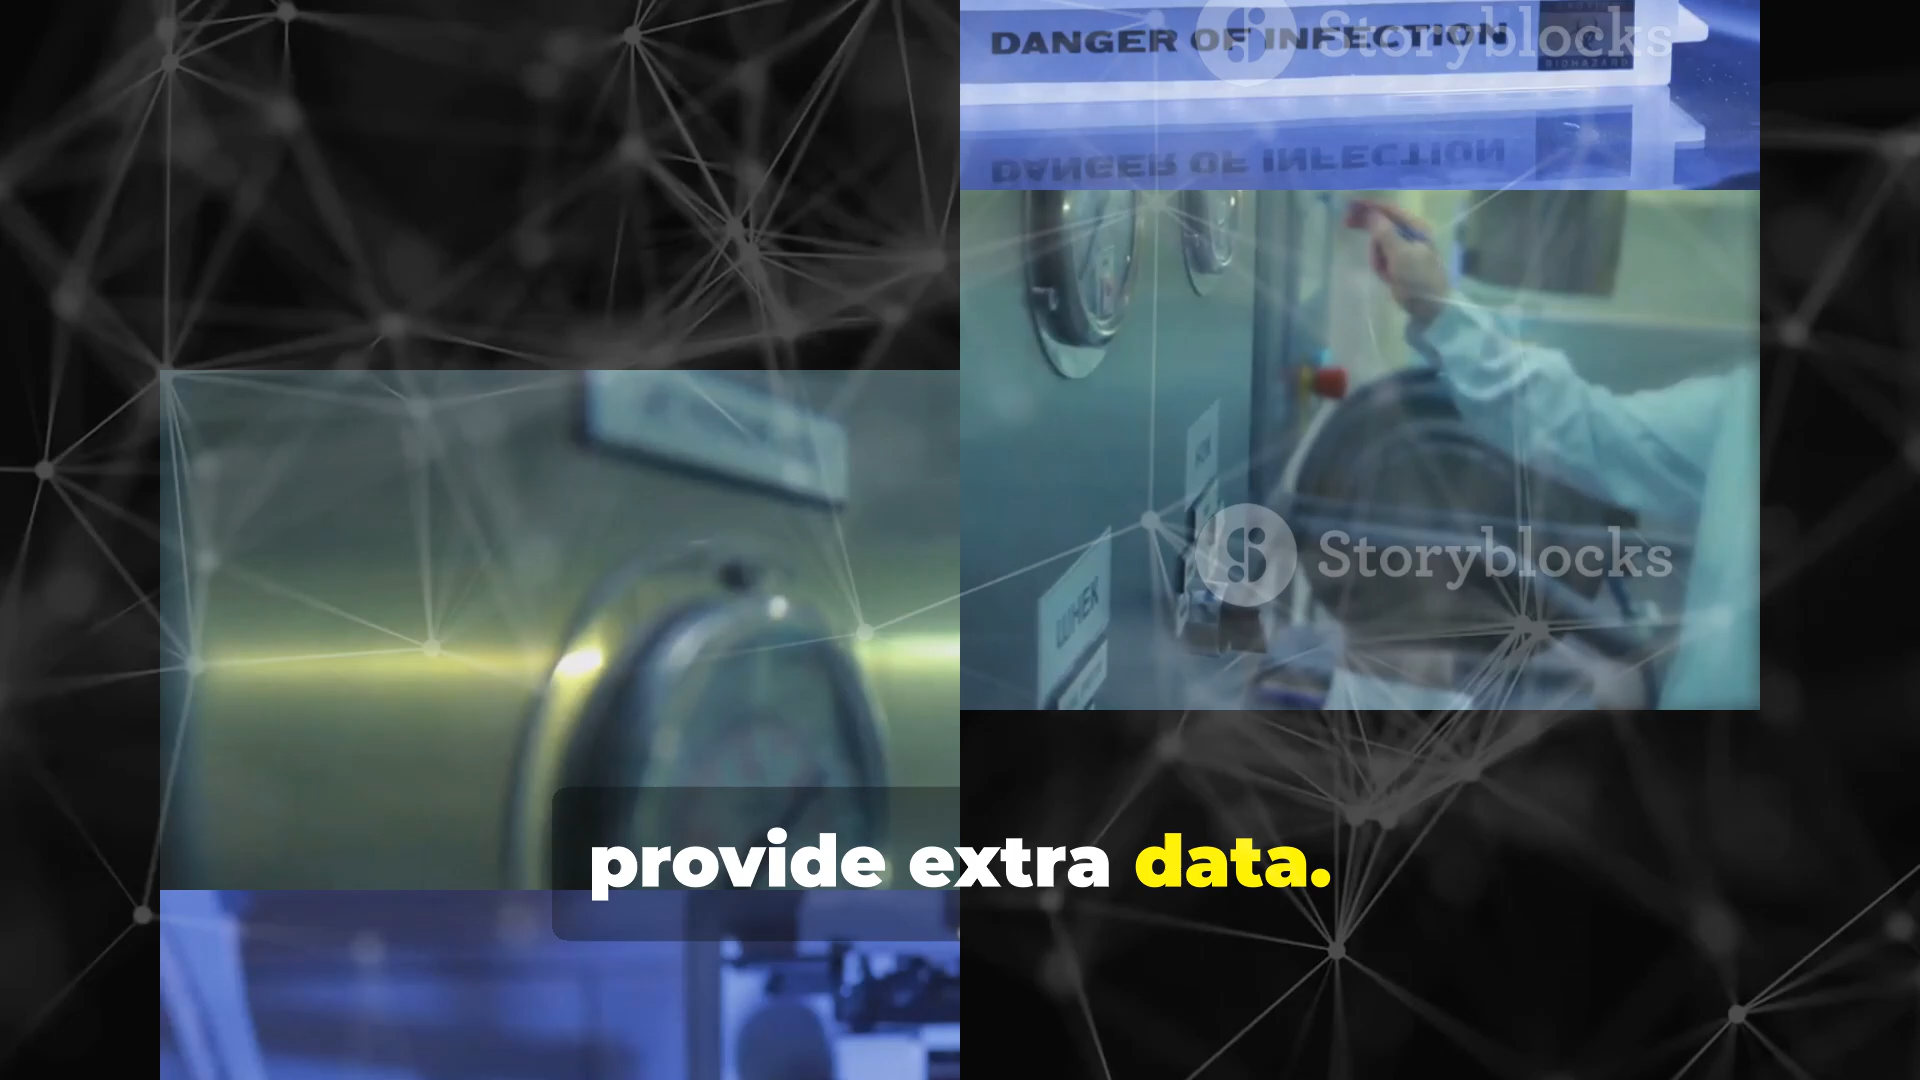 DANGER OF INFECTION
Storyblocks
DANGER OF INFECTION
Storyblocks
provide extra data.